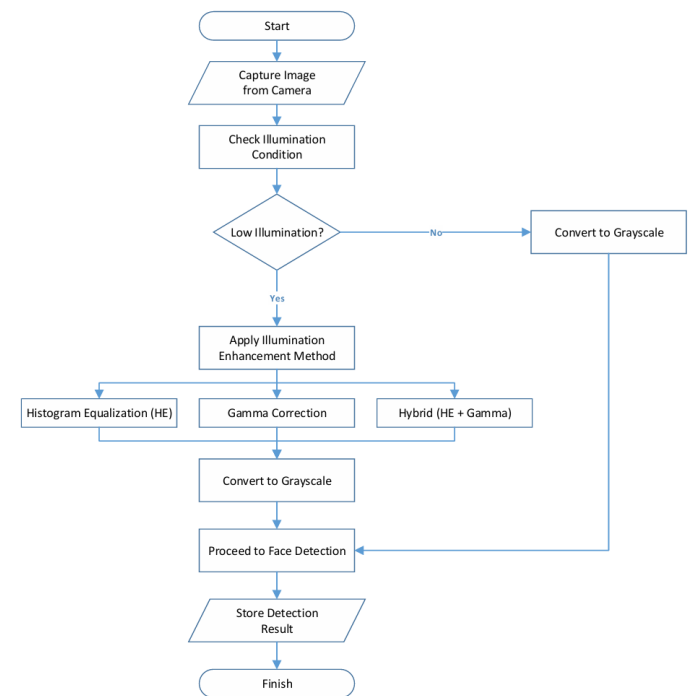 Start
Capture Image
from Camera
Check Illumination
Condition
Low Illumination?
No
Convert to Grayscale
Yes
Apply Illumination
Enhancement Method
Histogram Equalization (HE)
Gamma Correction
Hybrid (HE + Gamma)
Convert to Grayscale
Proceed to Face Detection
Store Detection
Result
Finish